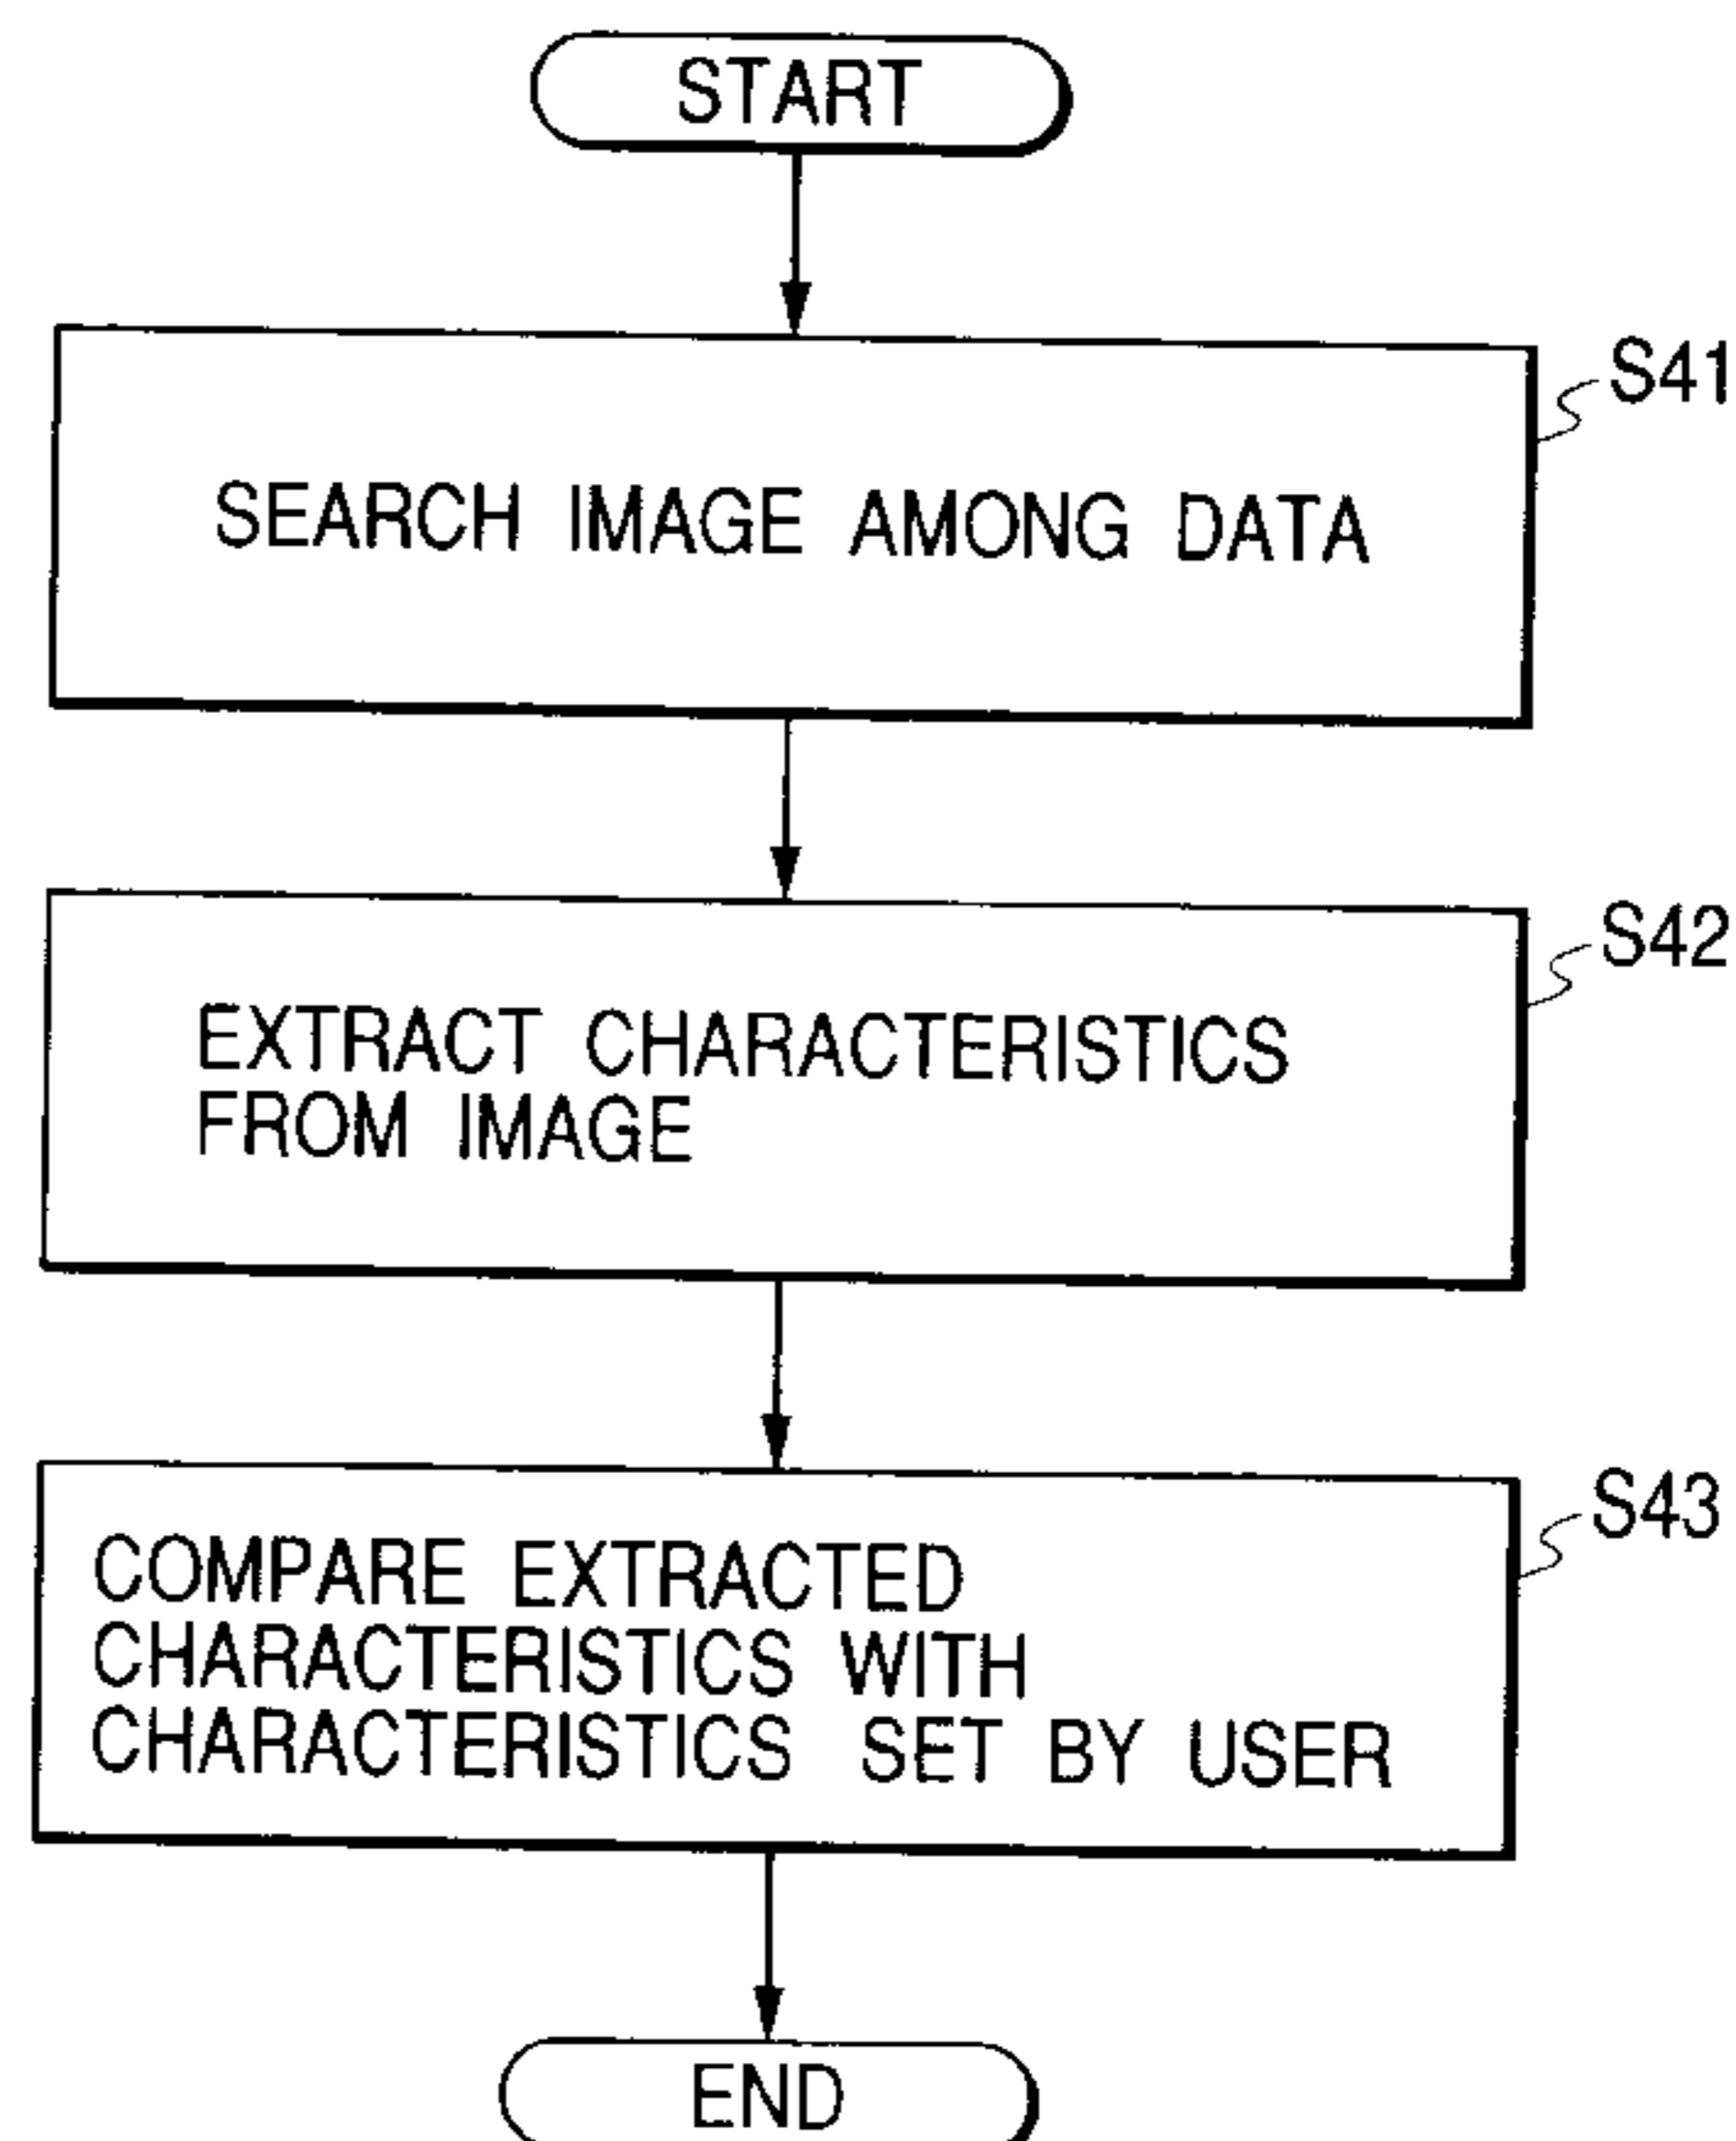 START
S41
SEARCH IMAGE AMONG DATA
S42
EXTRACT CHARACTERISTICS
FROM IMAGE
S43
COMPARE EXTRACTED
CHARACTERISTICS WITH
CHARACTERISTICS SET BY USER
END